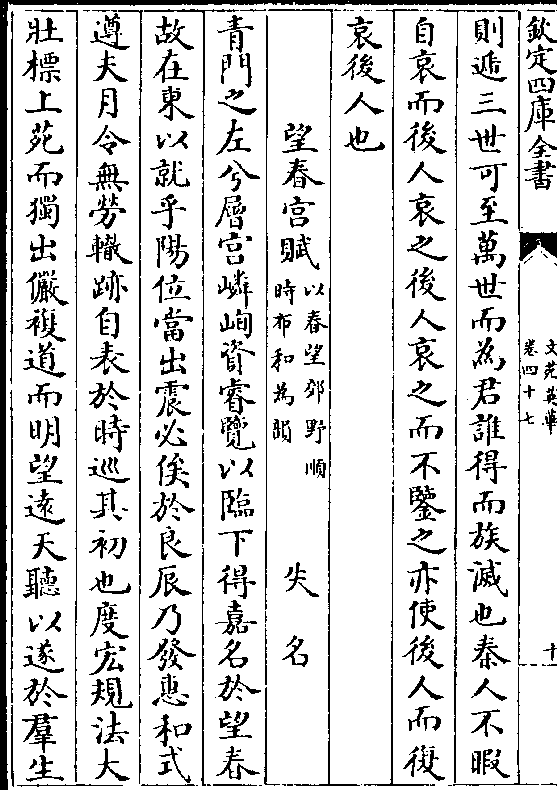 欽定四庫全書
文苑英華
卷四十七
十
則遞三世可至萬世而為君誰得而族滅也秦人不暇
自哀而後人哀之後人哀之而不鑒之亦使後人而復
哀後人也
望春宫賦
以春望郊野順
時布和為韻
失名
青門之左兮層宫嶙峋資睿覽以臨下得嘉名於望春
故在東以就乎陽位當出震必俟於良辰乃發惠和式
遵夫月令無勞轍跡自表於時巡其初也度宏規法大
壯標上苑而獨出儼複道而明望遠天聽以遂於羣生